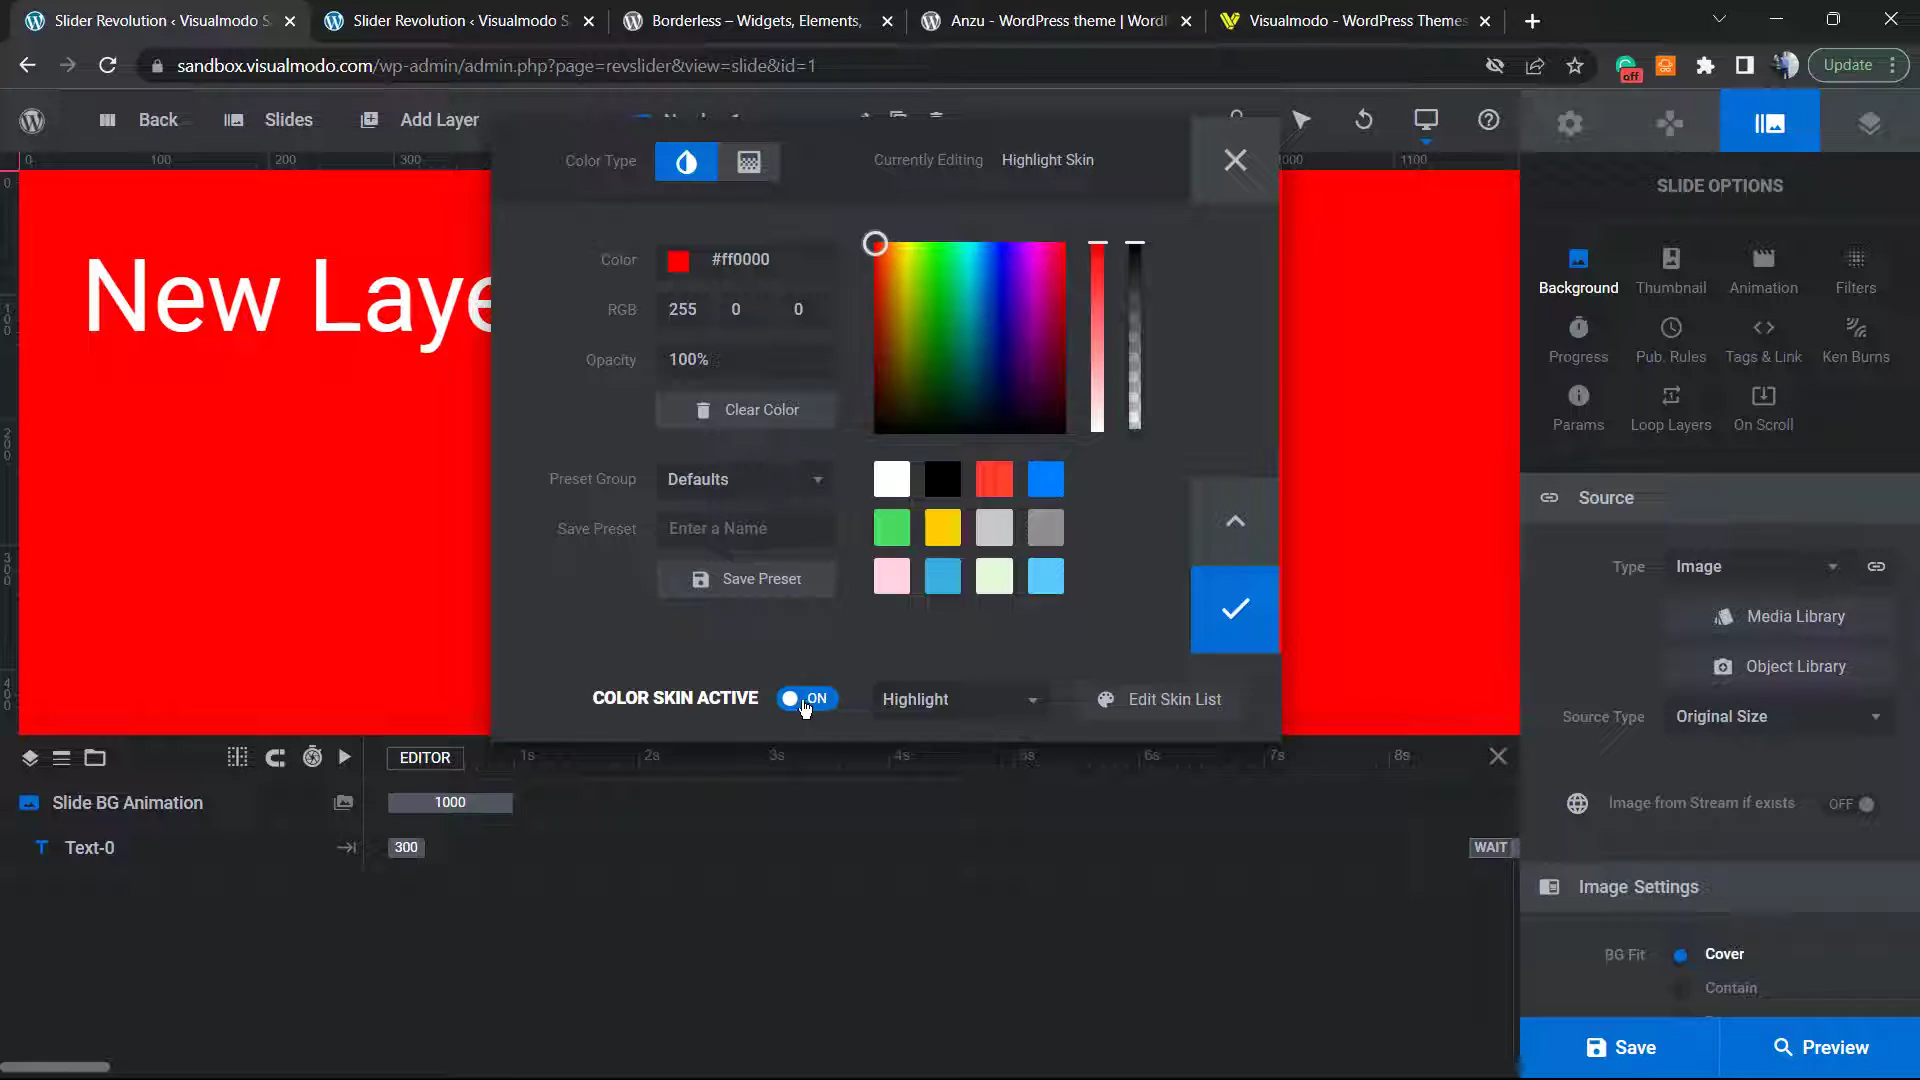 Slider Revolution ‹ Visualmodo S
Slider Revolution ‹ Visualmodo S
Borderless – Widgets, Elements,
Anzu - WordPress theme | Word
Visualmodo - WordPress Themes
sandbox.visualmodo.com/wp-admin/admin.php?page=revslider&view=slide&id=1
off
Update
Back
Slides
Add Layer
0 100 200 300
1100
Color Type
Currently Editing Highlight Skin
SLIDE OPTIONS
New Laye
Color #ff0000
RGB 255 0 0
Opacity 100%
Clear Color
Preset Group Defaults
Save Preset Enter a Name
Save Preset
COLOR SKIN ACTIVE ON
Highlight
Edit Skin List
Background Thumbnail Animation Filters
Progress Pub. Rules Tags & Link Ken Burns
Params Loop Layers On Scroll
Source
Type Image
Media Library
Object Library
Source Type Original Size
Image from Stream if exists OFF
Image Settings
BG Fit Cover
Contain
Save
Preview
EDITOR 1s 2s 3s 4s 5s 6s 7s 8s
Slide BG Animation 1000
Text-0 300 WAIT